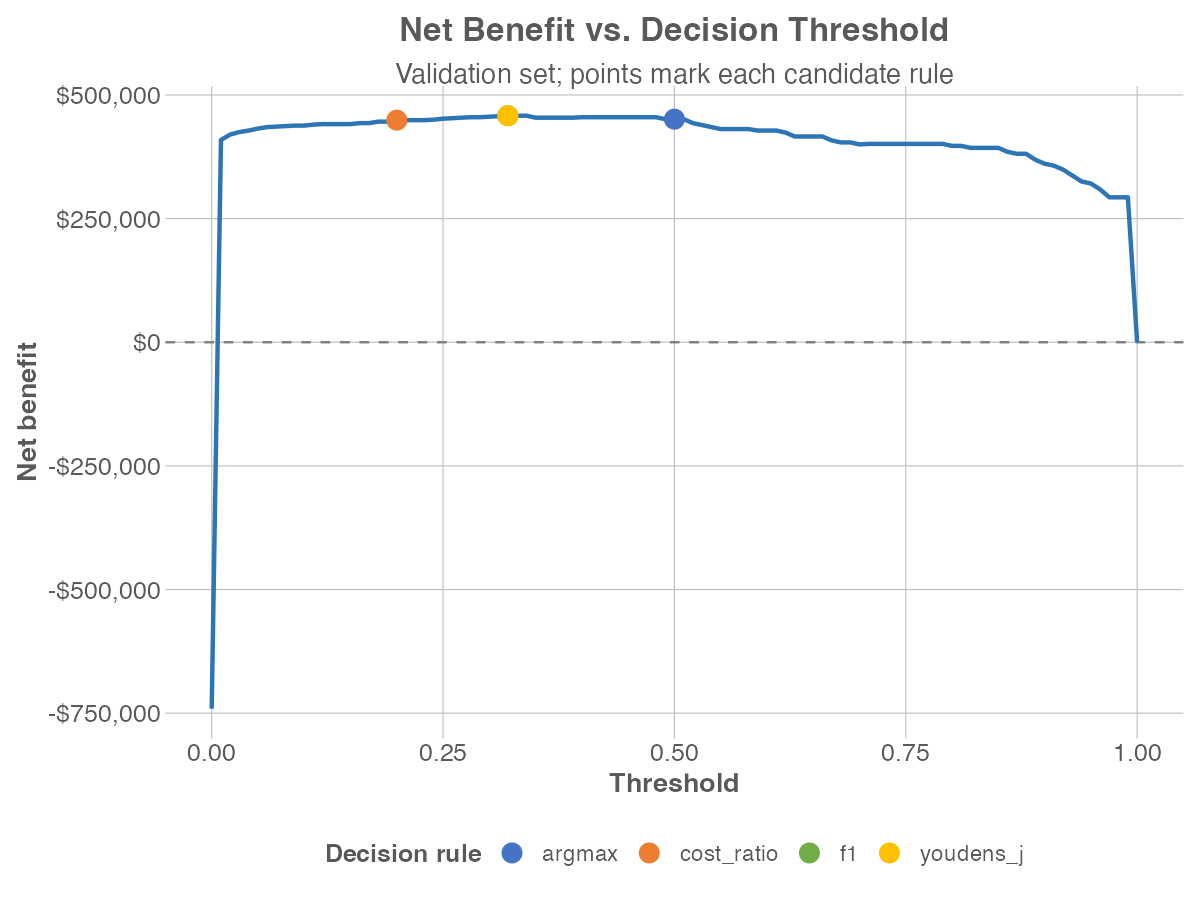 Net Benefit vs. Decision Threshold
Validation set; points mark each candidate rule
$500,000
$250,000
$0
-$250,000
-$500,000
-$750,000
Net benefit
0.00 0.25 0.50 0.75 1.00
Threshold
Decision rule argmax cost_ratio f1 youdens_j